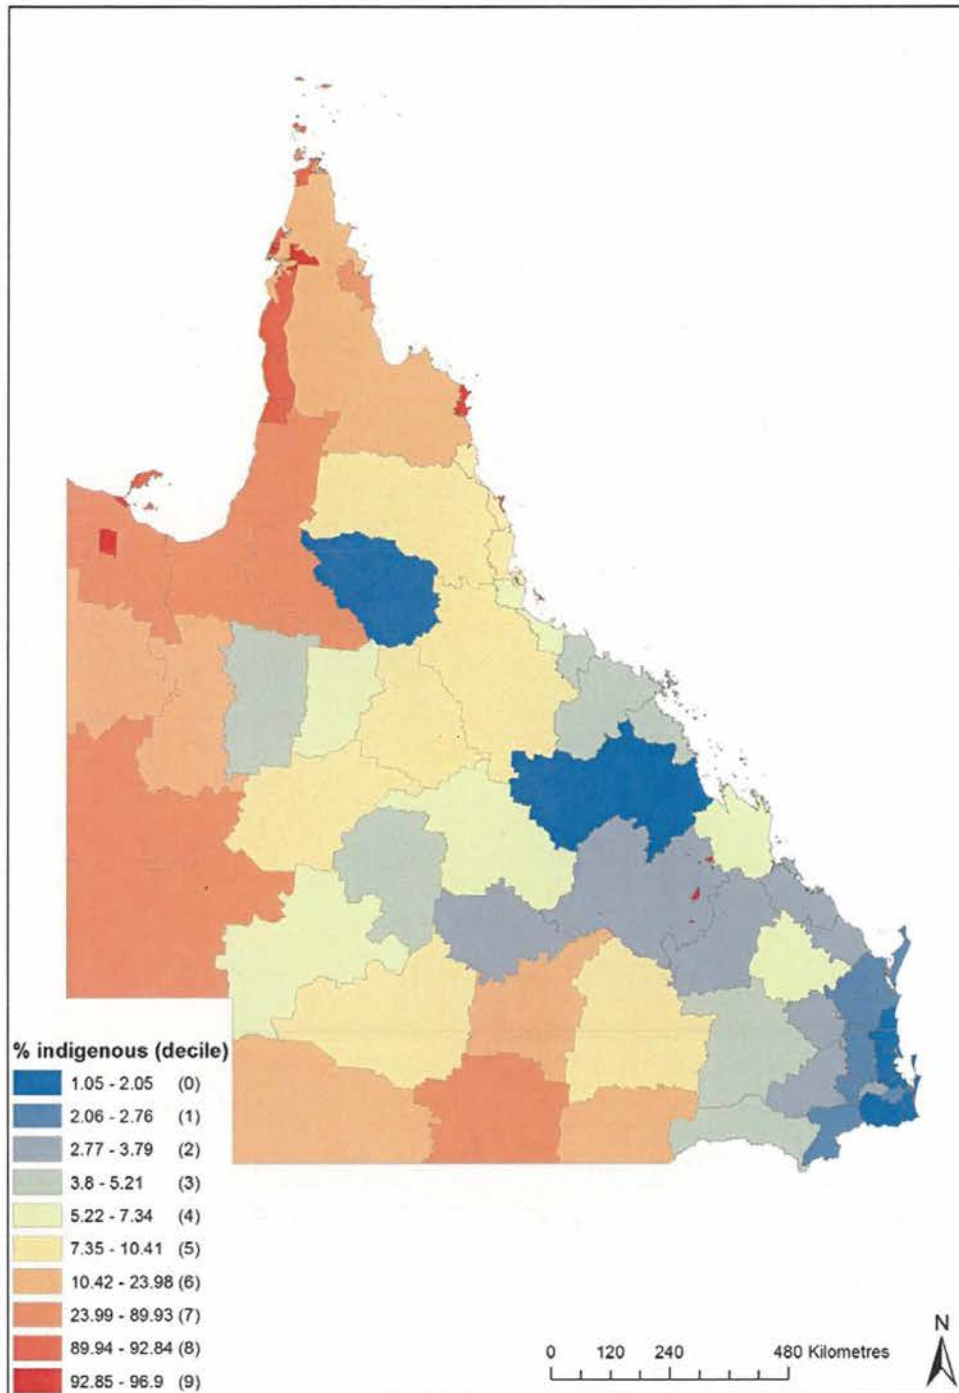 % indigenous (decile)
1.05 - 2.05 (0)
2.06 - 2.76 (1)
2.77 - 3.79 (2)
3.8 - 5.21 (3)
5.22 - 7.34 (4)
7.35 - 10.41 (5)
10.42 - 23.98 (6)
23.99 - 89.93 (7)
89.94 - 92.84 (8)
92.85 - 96.9 (9)
0 120 240 480 Kilometres
N